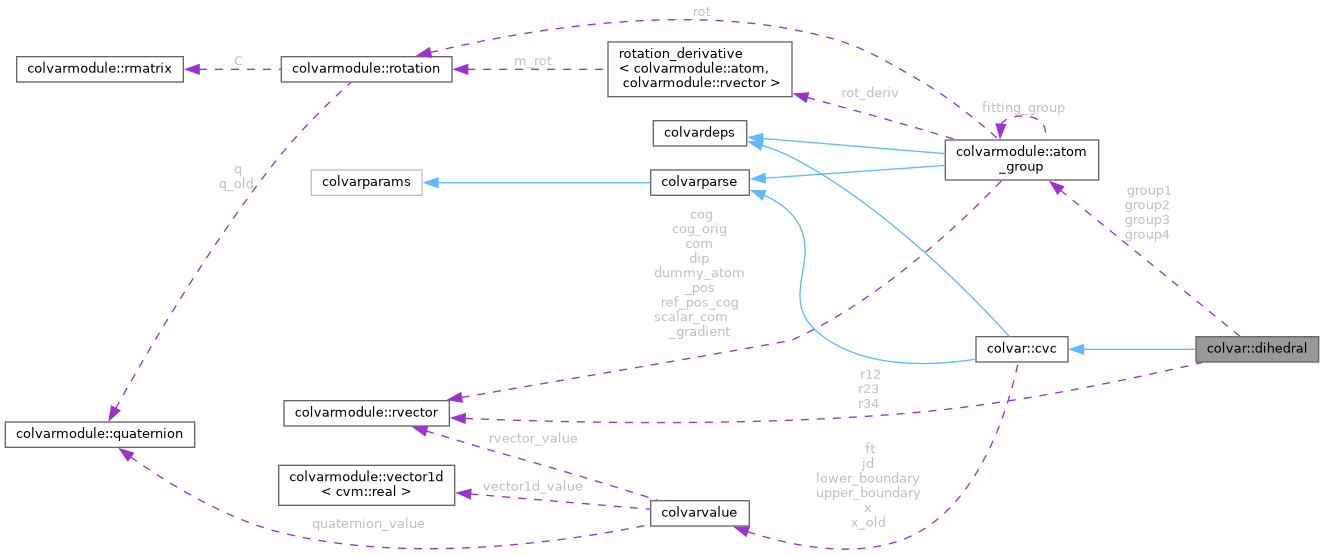 rot
colvarmodule::rmatrix
C
colvarmodule::rotation
m_rot
rotation_derivative
< colvarmodule::atom,
colvarmodule::rvector >
rot_deriv
fitting_group
colvardeps
colvarmodule::atom
_group
colvarparams
colvarparse
q
q_old
group1
group2
group3
group4
cog
cog_orig
com
dip
dummy_atom
_pos
ref_pos_cog
scalar_com
_gradient
colvar::cvc
colvar::dihedral
r12
r23
r34
colvarmodule::rvector
colvarmodule::quaternion
rvector_value
colvarmodule::vector1d
< cvm::real >
vector1d_value
quaternion_value
colvarvalue
ft
jd
lower_boundary
upper_boundary
x
x_old